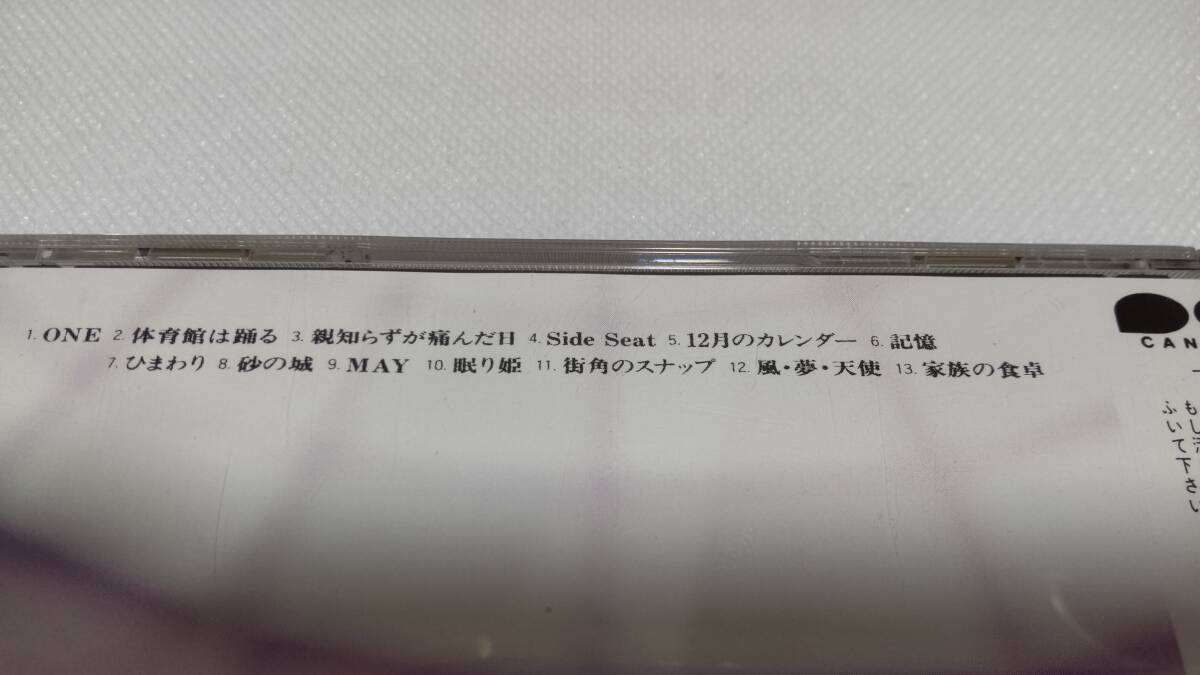 1. ONE 2. 体育館は踊る 3. 親知らずが痛んだ日 4. Side Seat 5. 12月のカレンダー 6. 記憶
7. ひまわり 8. 砂の城 9. MAY 10. 眠り姫 11. 街角のスナップ 12. 風・夢・天使 13. 家族の食卓
CAN
ふいて下さい